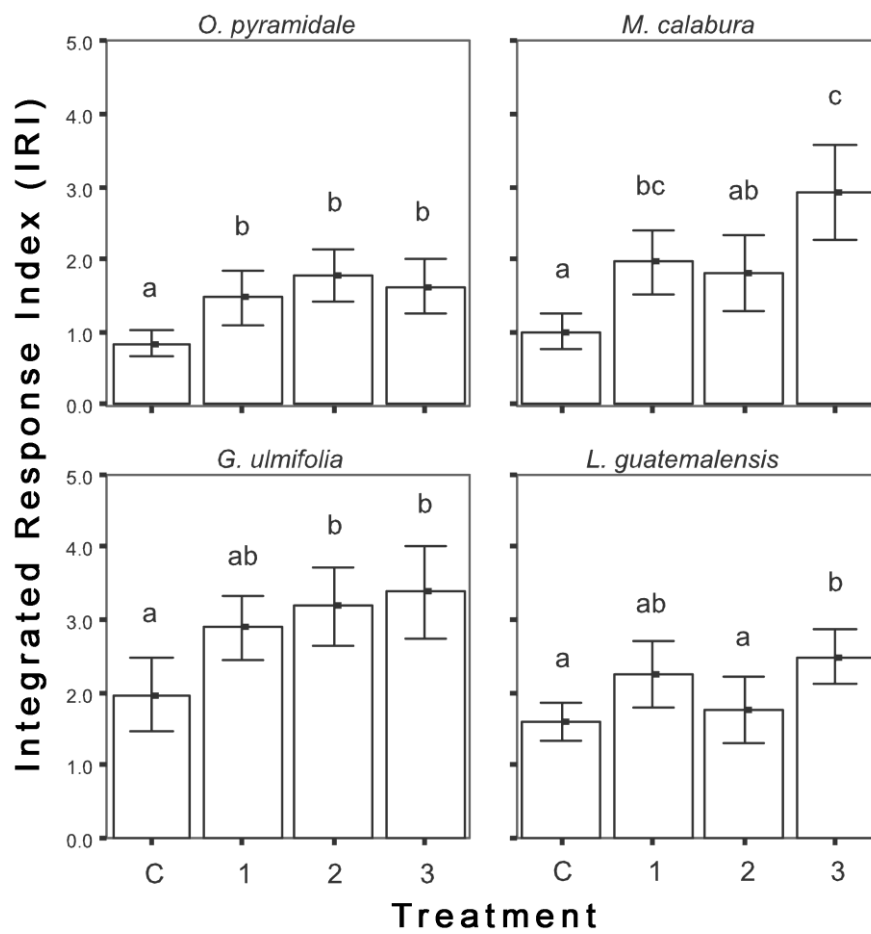 O. pyramidale
M. calabura
5.0
4.0
3.0
2.0
1.0
0.0
a
b
b
b
a
bc
ab
c
G. ulmifolia
L. guatemalensis
5.0
4.0
3.0
2.0
1.0
0.0
a
ab
b
b
a
ab
a
b
C 1 2 3
C 1 2 3
Integrated Response Index (IRI)
Treatment